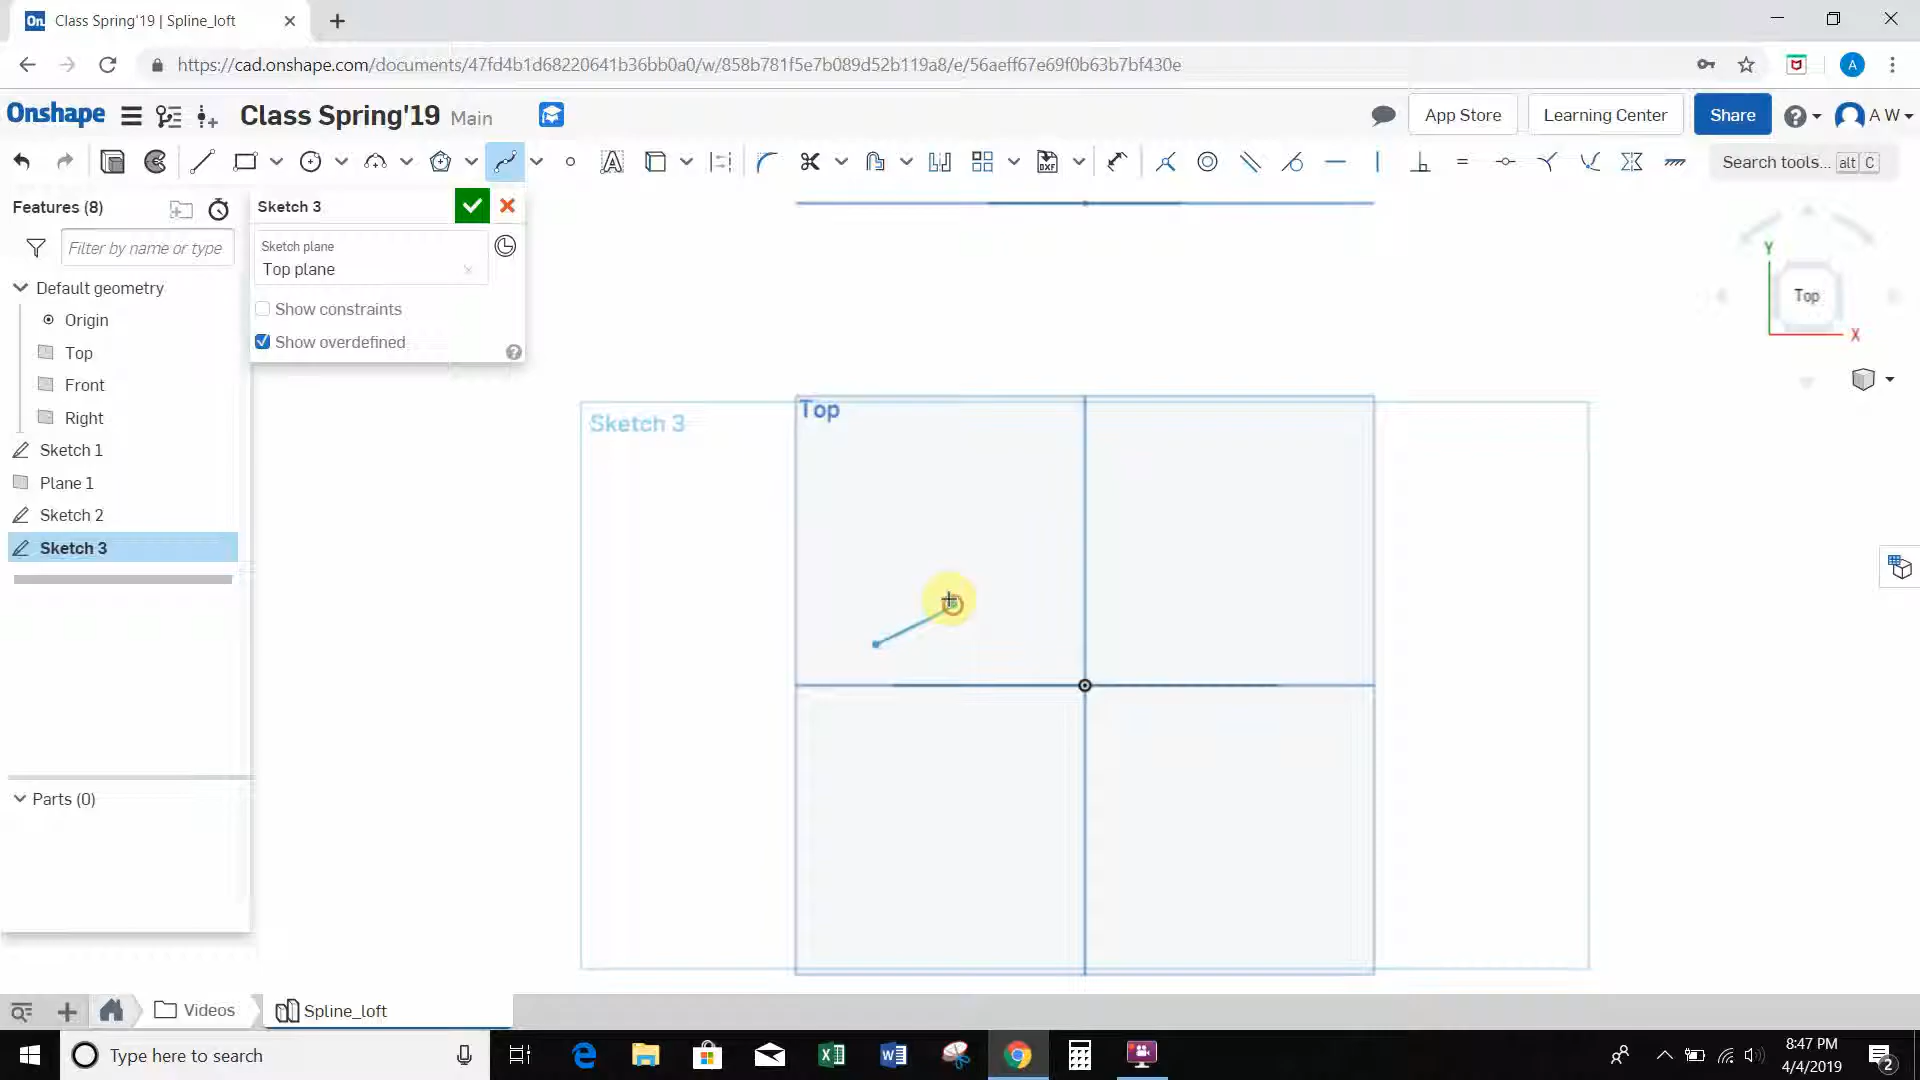 On Class Spring'19 | Spline_loft
https://cad.onshape.com/documents/47fd4b1d68220641b36bb0a0/w/858b781f5e7b089d52b119a8/e/56aeff67e69f0b63b7bf430e
A
Onshape
Class Spring'19 Main
App Store
Learning Center
Share
A W
DXF
Search tools... alt C
Features (8)
Filter by name or type
Default geometry
Origin
Top
Front
Right
Sketch 1
Plane 1
Sketch 2
Sketch 3
Parts (0)
Sketch 3
Sketch plane
Top plane
Show constraints
Show overdefined
Sketch 3
Top
Y
Top
X
Videos
Spline_loft
Type here to search
8:47 PM
4/4/2019
2